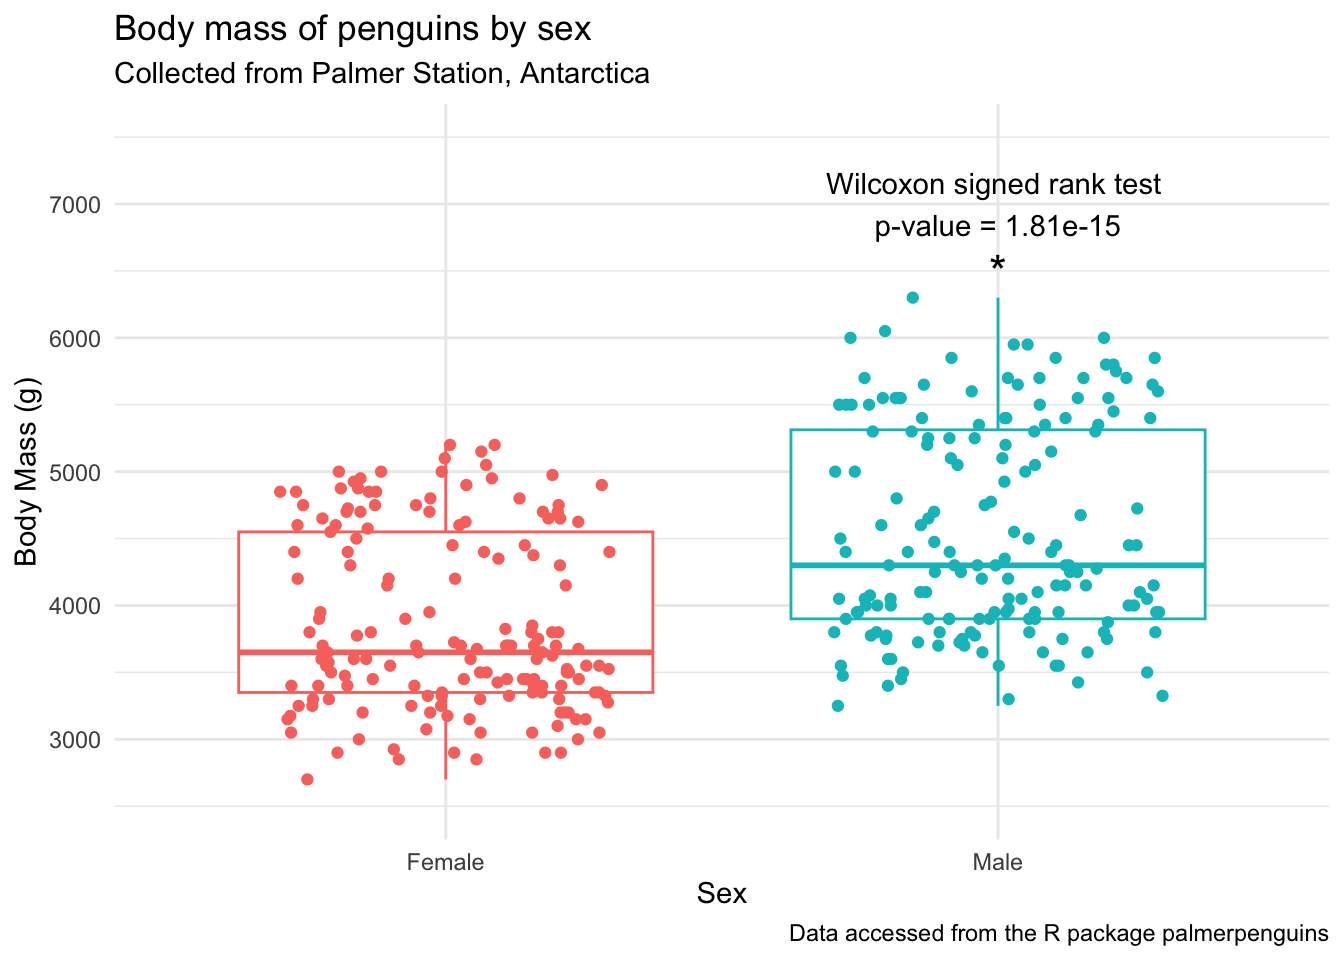 Body mass of penguins by sex
Collected from Palmer Station, Antarctica
Wilcoxon signed rank test
p-value = 1.81e-15
*
7000
6000
5000
4000
3000
Body Mass (g)
Female
Male
Sex
Data accessed from the R package palmerpenguins